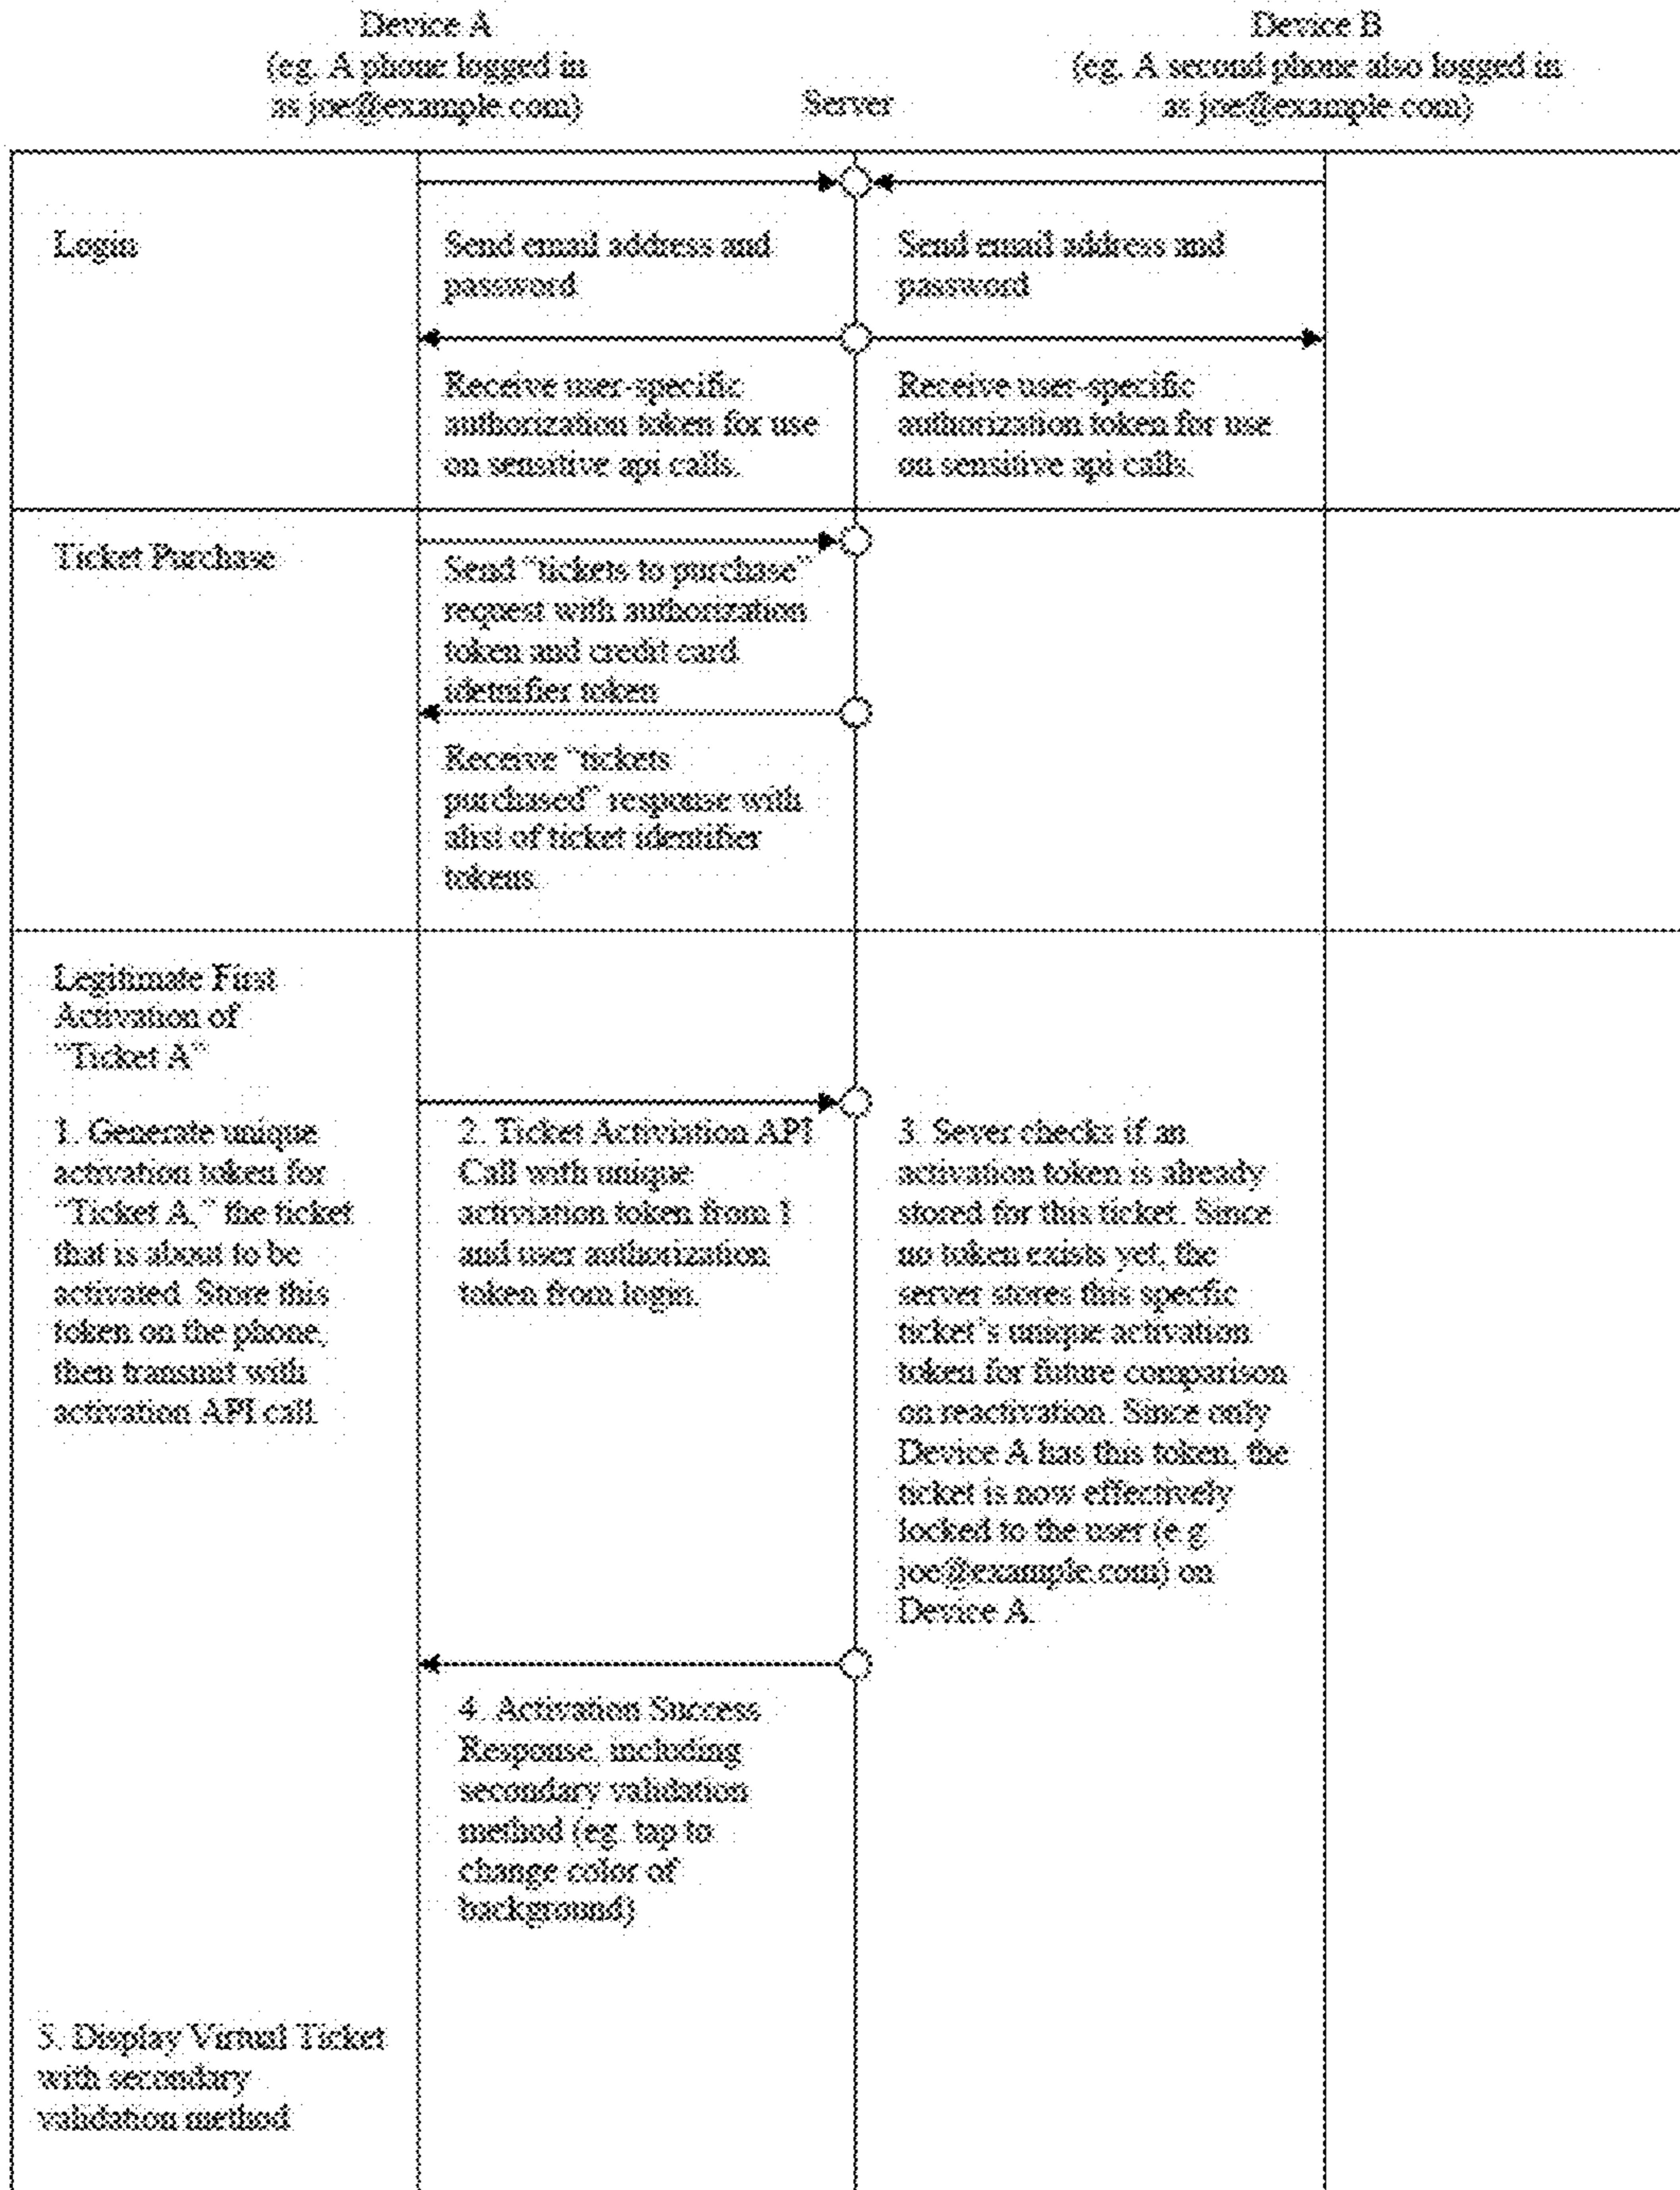 Device A
(eg. A phone logged in
as joe@example.com)
Server
Device B
(eg. A second phone also logged in
as joe@example.com)
Login
Send email address and
password
Send email address and
password
Receive user-specific
authorization token for use
on sensitive api calls.
Receive user-specific
authorization token for use
on sensitive api calls.
Ticket Purchase
Send "tickets to purchase"
request with authorization
token and credit card
identifier token
Receive "tickets
purchased" response with
alist of ticket identifier
tokens
Legitimate First
Activation of
"Ticket A"
1. Generate unique
activation token for
"Ticket A," the ticket
that is about to be
activated. Store this
token on the phone,
then transmit with
activation API call.
2. Ticket Activiation API
Call with unique
activiation token from 1
and user authorization
token from login.
3. Sever checks if an
activation token is already
stored for this ticket. Since
no token exists yet, the
server stores this specfic
ticket's unique activation
token for future comparison
on reactivation. Since only
Device A has this token, the
ticket is now effectively
locked to the user (e.g
joe@example.com) on
Device A.
4. Activation Success
Response, including
secondary validation
method (eg. tap to
change color of
background)
5. Display Virtual Ticket
with secondary
validation method